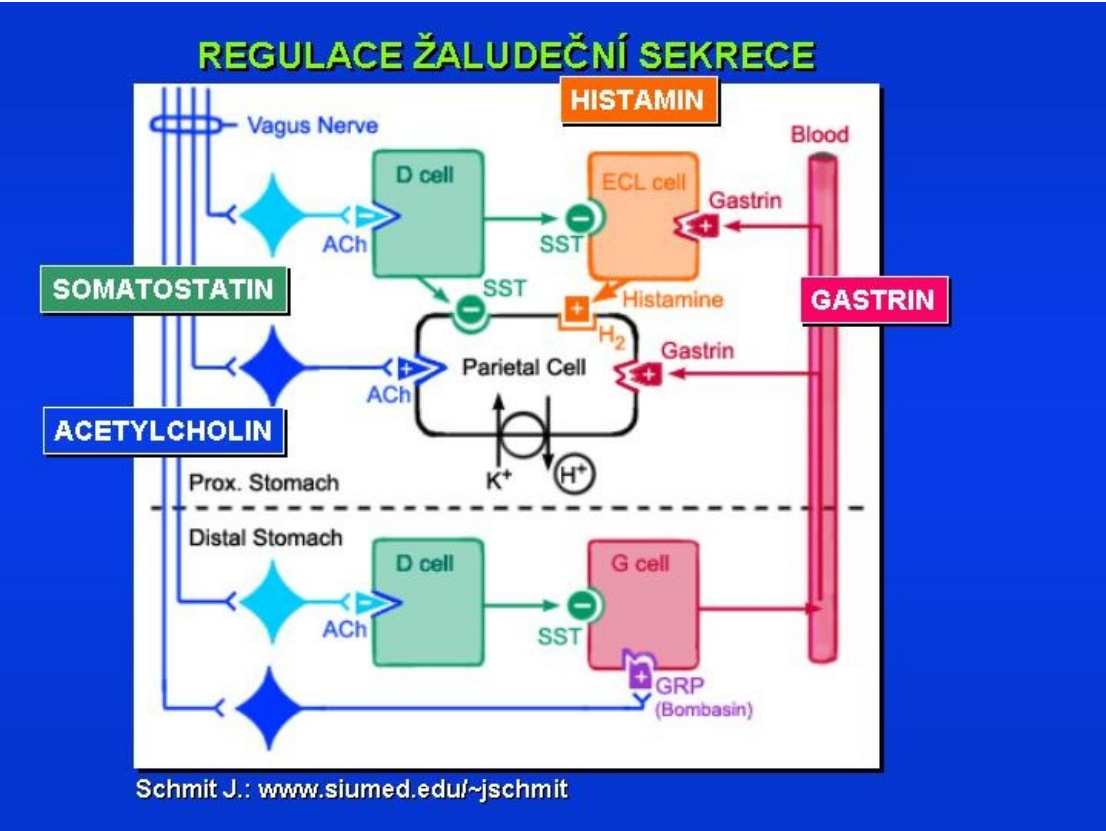 REGULACE ŽALUDEČNÍ SEKRECE
HISTAMIN
Vagus Nerve
Blood
D cell
ECL cell
Gastrin
ACh
SST
SOMATOSTATIN
SST
Histamine
GASTRIN
H2
Parietal Cell
Gastrin
ACh
ACETYLCHOLIN
K+
H+
Prox. Stomach
Distal Stomach
D cell
G cell
ACh
SST
GRP
(Bombasin)
Schmit J.: www.siumed.edu/~jschmit